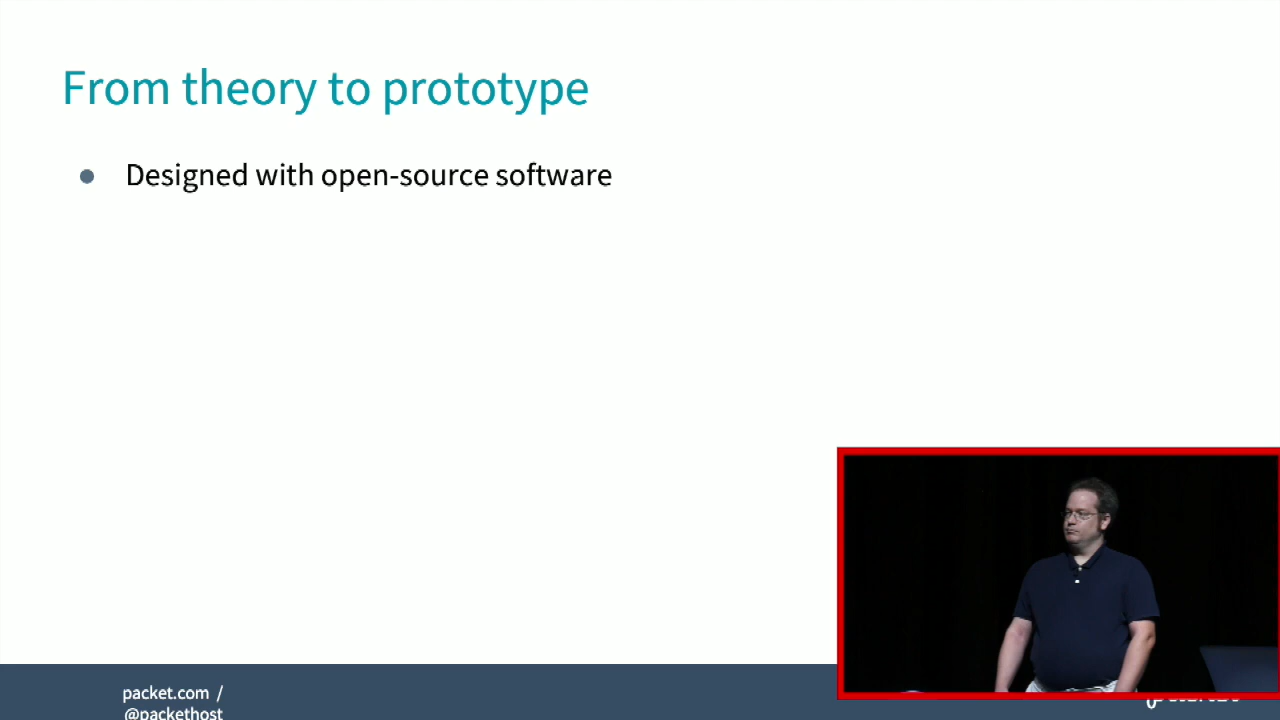 From theory to prototype
Designed with open-source software
packet.com /
@packethost